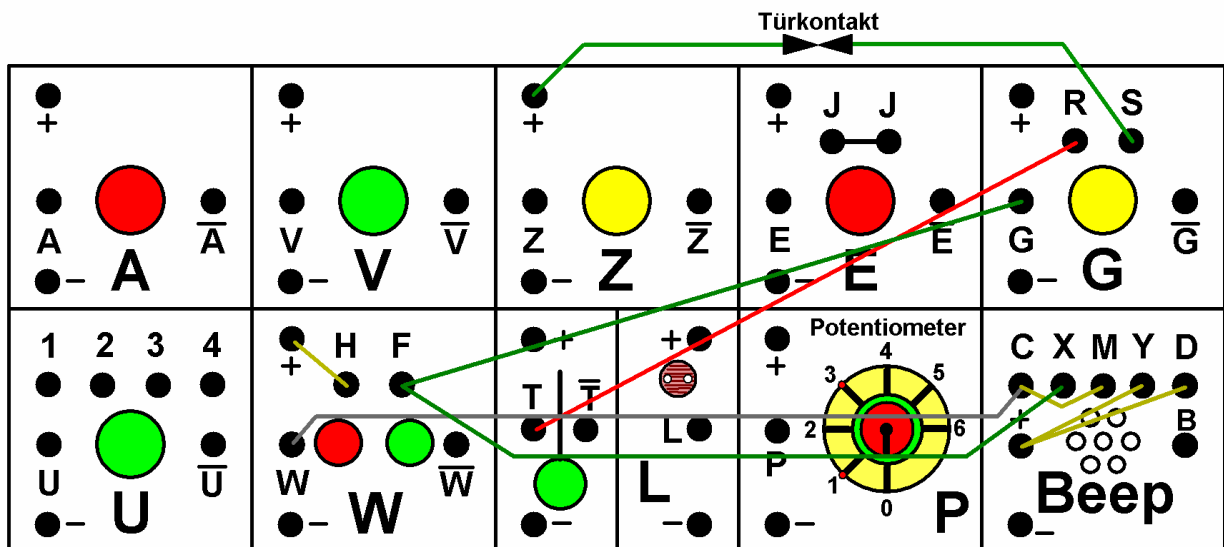 Türkontakt
+ + + + J J + R S
A A̅ V V̅ Z Z̅ E E̅ G G̅
− A − V − Z − E − G
1 2 3 4 + H F + + Potentiometer C X M Y D
T T̅ + 3 4 5 +
L 2 6 B
U U̅ W W̅ P 1 0
− U − W − L − − P − Beep